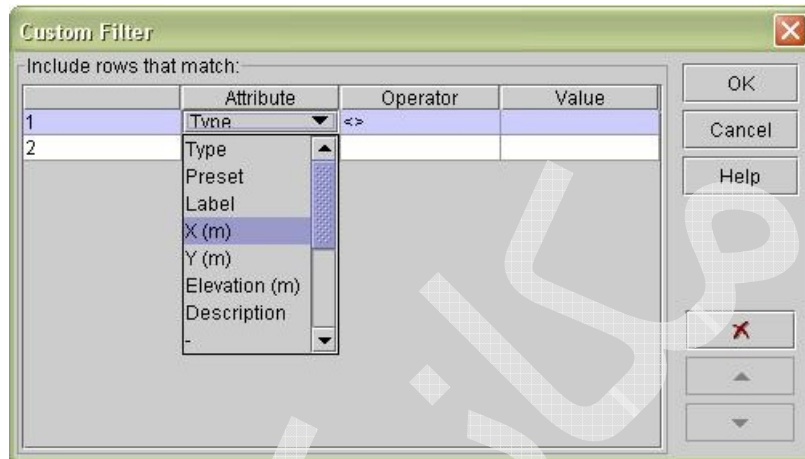 Custom Filter
Include rows that match:
Attribute Operator Value
1 Type <>
2
Type
Preset
Label
X (m)
Y (m)
Elevation (m)
Description
-
OK
Cancel
Help